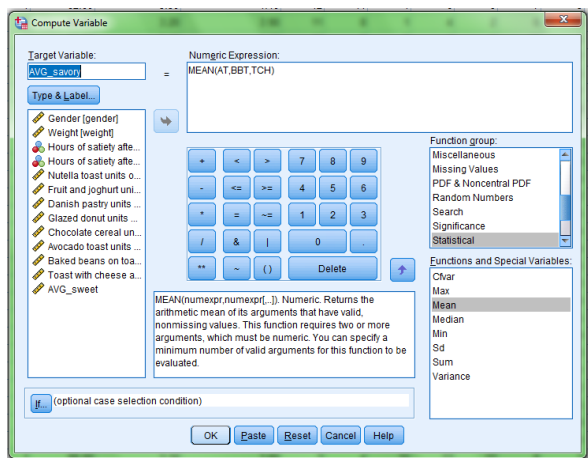 Compute Variable
Target Variable:
AVG_savory
=
Numeric Expression:
MEAN(AT,BBT,TCH)
Type & Label...
Gender [gender]
Weight [weight]
Hours of satiety afte...
Hours of satiety afte...
Nutella toast units o...
Fruit and joghurt uni...
Danish pastry units ...
Glazed donut units ...
Chocolate cereal un...
Avocado toast units ...
Baked beans on toa...
Toast with cheese a...
AVG_sweet
+ < > 7 8 9
- <= >= 4 5 6
* = ~= 1 2 3
/ & | 0 .
** ~ ( ) Delete
Function group:
Miscellaneous
Missing Values
PDF & Noncentral PDF
Random Numbers
Search
Significance
Statistical
Functions and Special Variables:
Cfvar
Max
Mean
Median
Min
Sd
Sum
Variance
MEAN(numexpr,numexpr[,..]). Numeric. Returns the
arithmetic mean of its arguments that have valid,
nonmissing values. This function requires two or more
arguments, which must be numeric. You can specify a
minimum number of valid arguments for this function to be
evaluated.
If... (optional case selection condition)
OK Paste Reset Cancel Help